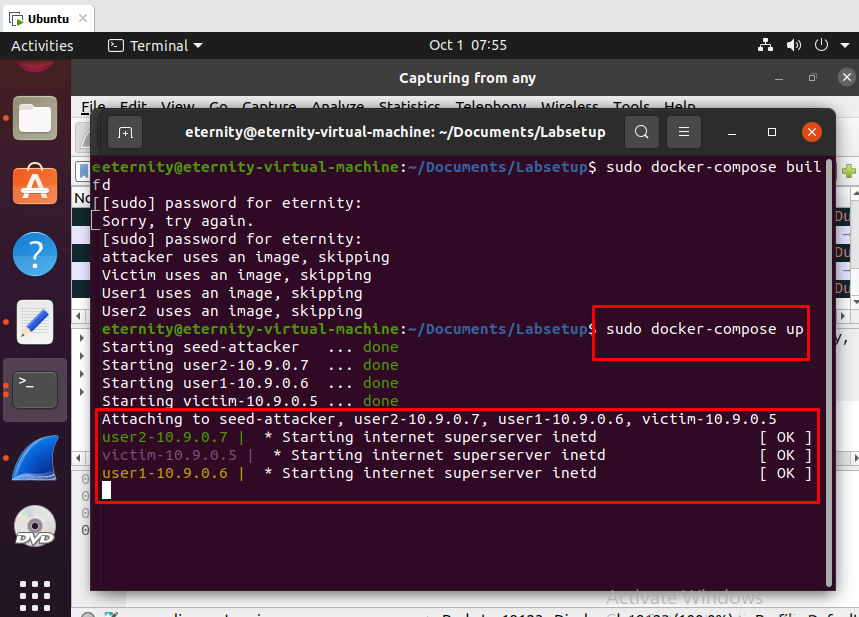 Ubuntu
Activities
Terminal
Oct 1 07:55
Capturing from any
File Edit View Go Capture Analyze Statistics Telephony Wireless Tools Help
eternity@eternity-virtual-machine: ~/Documents/Labsetup
eternity@eternity-virtual-machine:~/Documents/Labsetup$ sudo docker-compose buil
d
[sudo] password for eternity:
Sorry, try again.
[sudo] password for eternity:
attacker uses an image, skipping
Victim uses an image, skipping
User1 uses an image, skipping
User2 uses an image, skipping
eternity@eternity-virtual-machine:~/Documents/Labsetup$ sudo docker-compose up
Starting seed-attacker ... done
Starting user2-10.9.0.7 ... done
Starting user1-10.9.0.6 ... done
Starting victim-10.9.0.5 ... done
Attaching to seed-attacker, user2-10.9.0.7, user1-10.9.0.6, victim-10.9.0.5
user2-10.9.0.7 | * Starting internet superserver inetd [ OK ]
victim-10.9.0.5 | * Starting internet superserver inetd [ OK ]
user1-10.9.0.6 | * Starting internet superserver inetd [ OK ]
DVD
Activate Windows